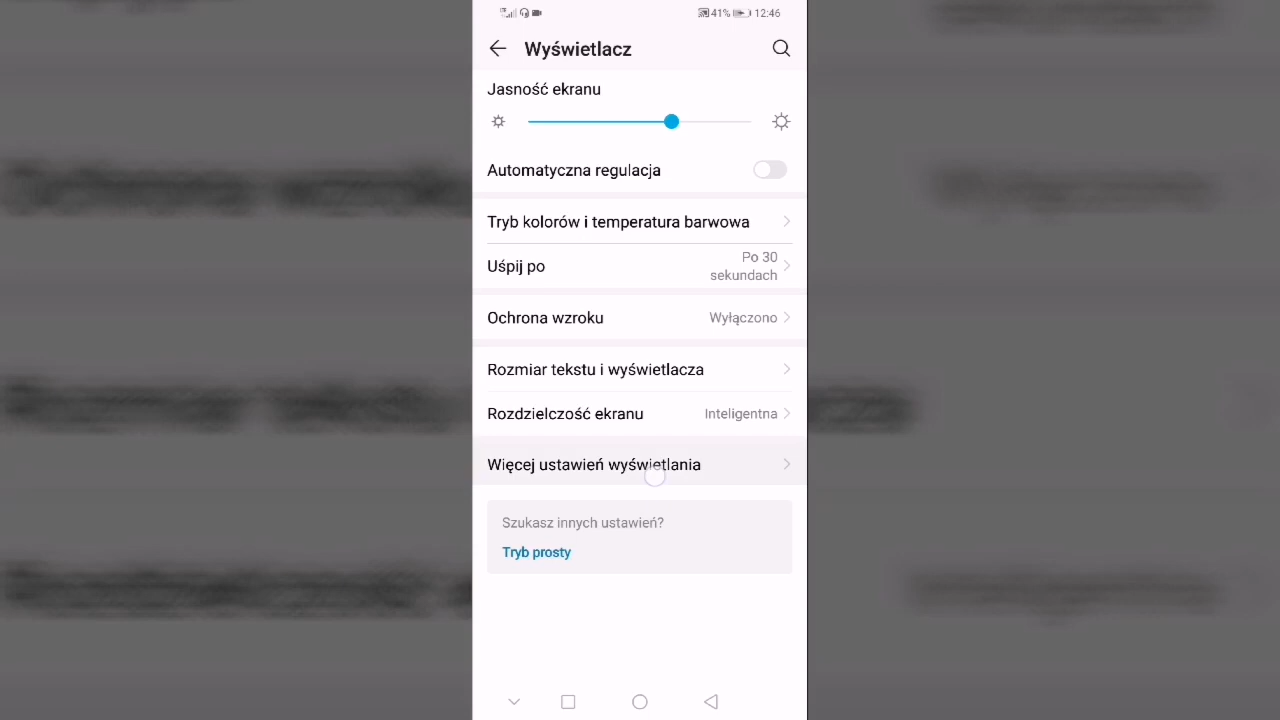 41% 12:46
Wyświetlacz
Jasność ekranu
Automatyczna regulacja
Tryb kolorów i temperatura barwowa
Uśpij po
Po 30
sekundach
Ochrona wzroku Wyłączono
Rozmiar tekstu i wyświetlacza
Rozdzielczość ekranu Inteligentna
Więcej ustawień wyświetlania
Szukasz innych ustawień?
Tryb prosty